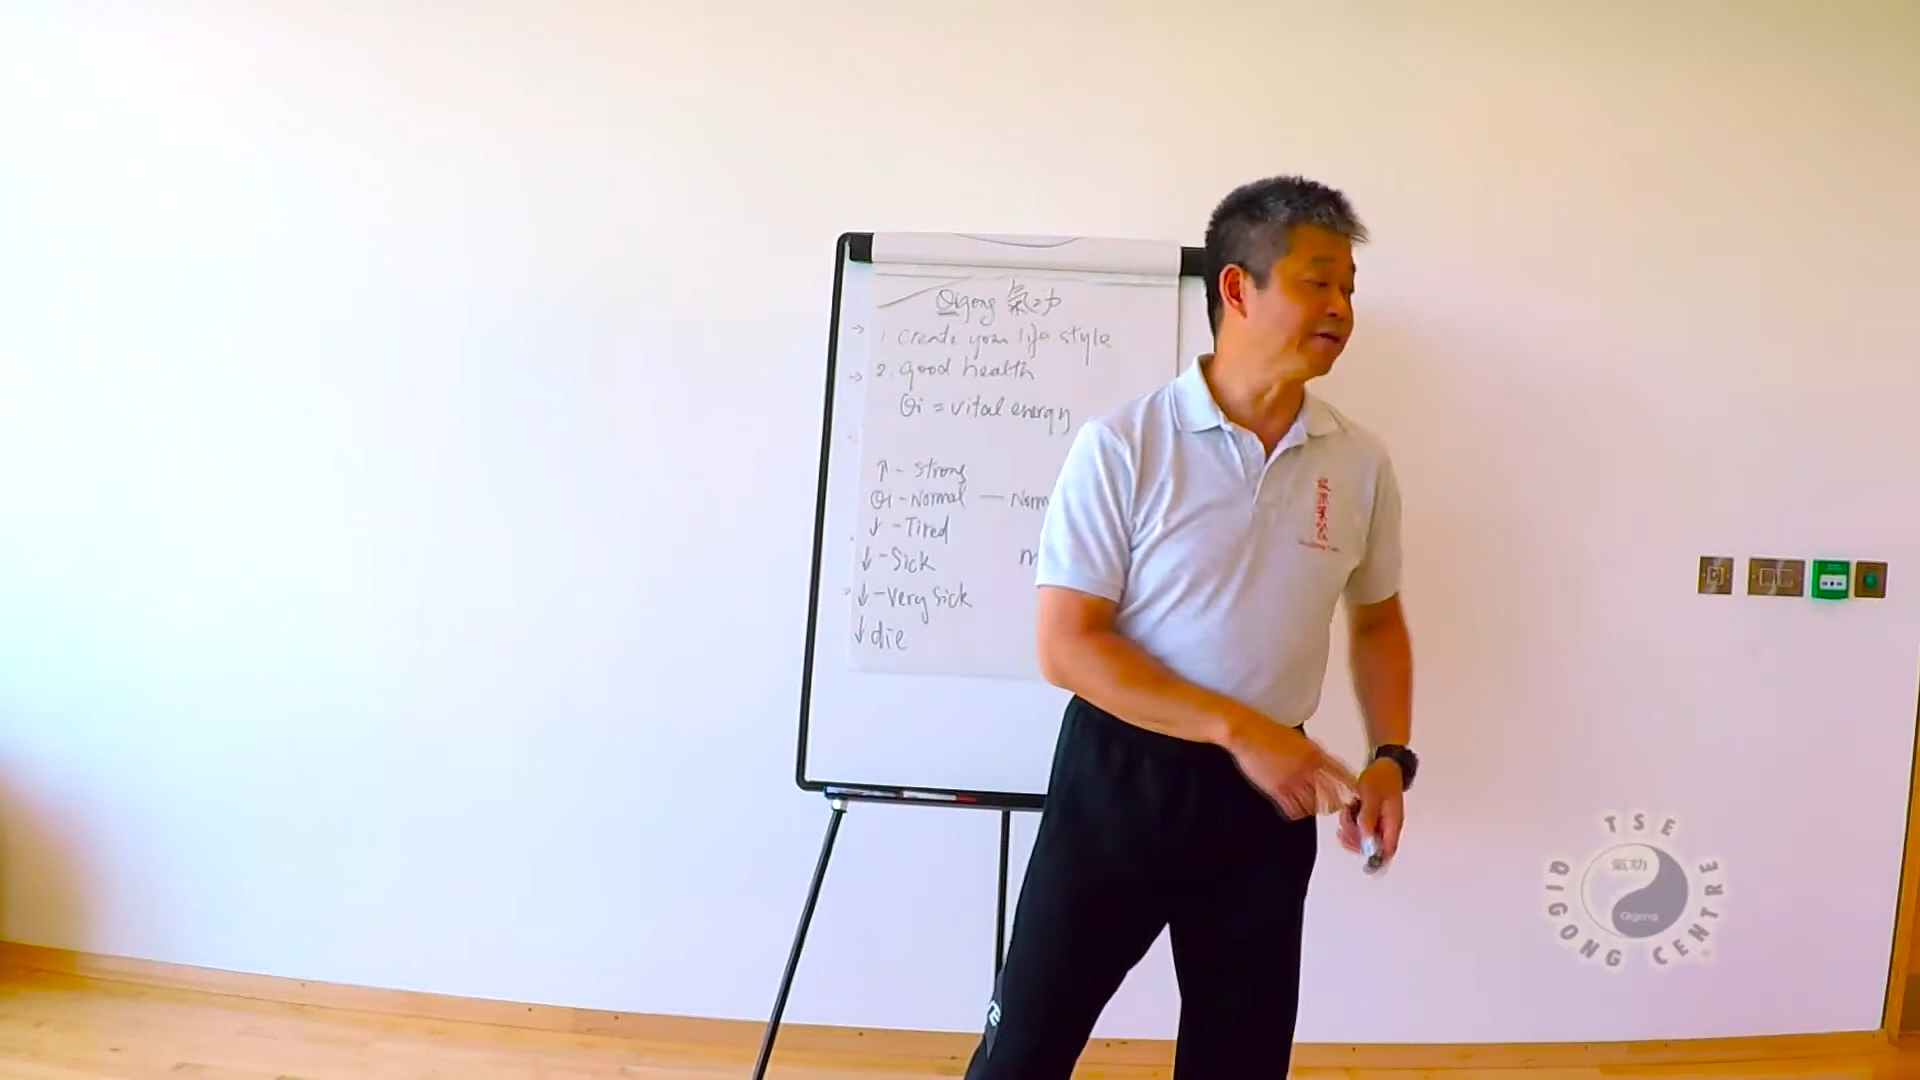 Qigong 氣功
1. Create your life style
2. good health
Qi = vital energy
↑ - Strong
Qi - Normal — Norm
↓ - Tired
↓ - Sick
↓ - Very Sick
↓ die
TSE
QIGONG CENTRE
氣功
Qigong